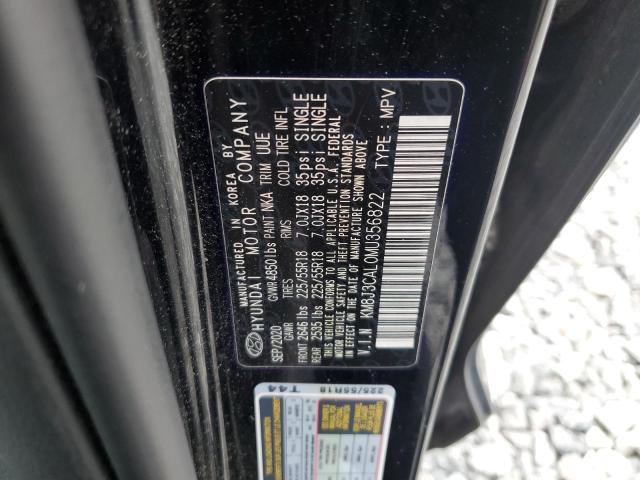 MANUFACTURED IN KOREA BY
HYUNDAI MOTOR COMPANY
SEP/2020 GVWR 4850 lbs PAINT NKA TRIM UUE
GAWR TIRES RIMS COLD TIRE INFL
FRONT 2646 lbs 225/55R18 7.0JX18 35psi SINGLE
REAR 2535 lbs 225/55R18 7.0JX18 35psi SINGLE
THIS VEHICLE CONFORMS TO ALL APPLICABLE U.S.A. FEDERAL
MOTOR VEHICLE SAFETY, AND THEFT PREVENTION STANDARDS
IN EFFECT ON THE DATE OF MANUFACTURE SHOWN ABOVE
V.I.N KM8J3CAL0MU356822 TYPE : MPV
T44
225/55R18